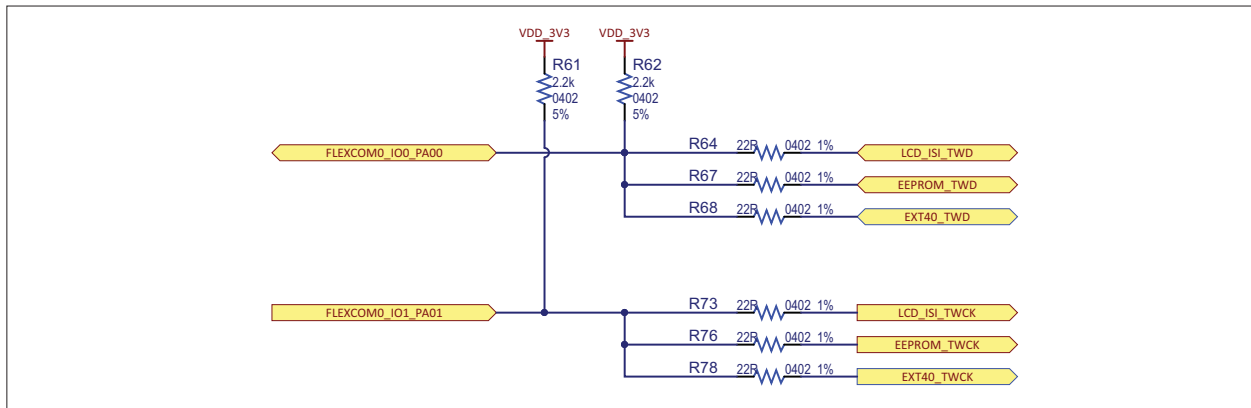 VDD_3V3 VDD_3V3
R61 R62
2.2k 2.2k
0402 0402
5% 5%
FLEXCOM0_IO0_PA00 R64 22R 0402 1% LCD_ISI_TWD
R67 22R 0402 1% EEPROM_TWD
R68 22R 0402 1% EXT40_TWD
FLEXCOM0_IO1_PA01 R73 22R 0402 1% LCD_ISI_TWCK
R76 22R 0402 1% EEPROM_TWCK
R78 22R 0402 1% EXT40_TWCK